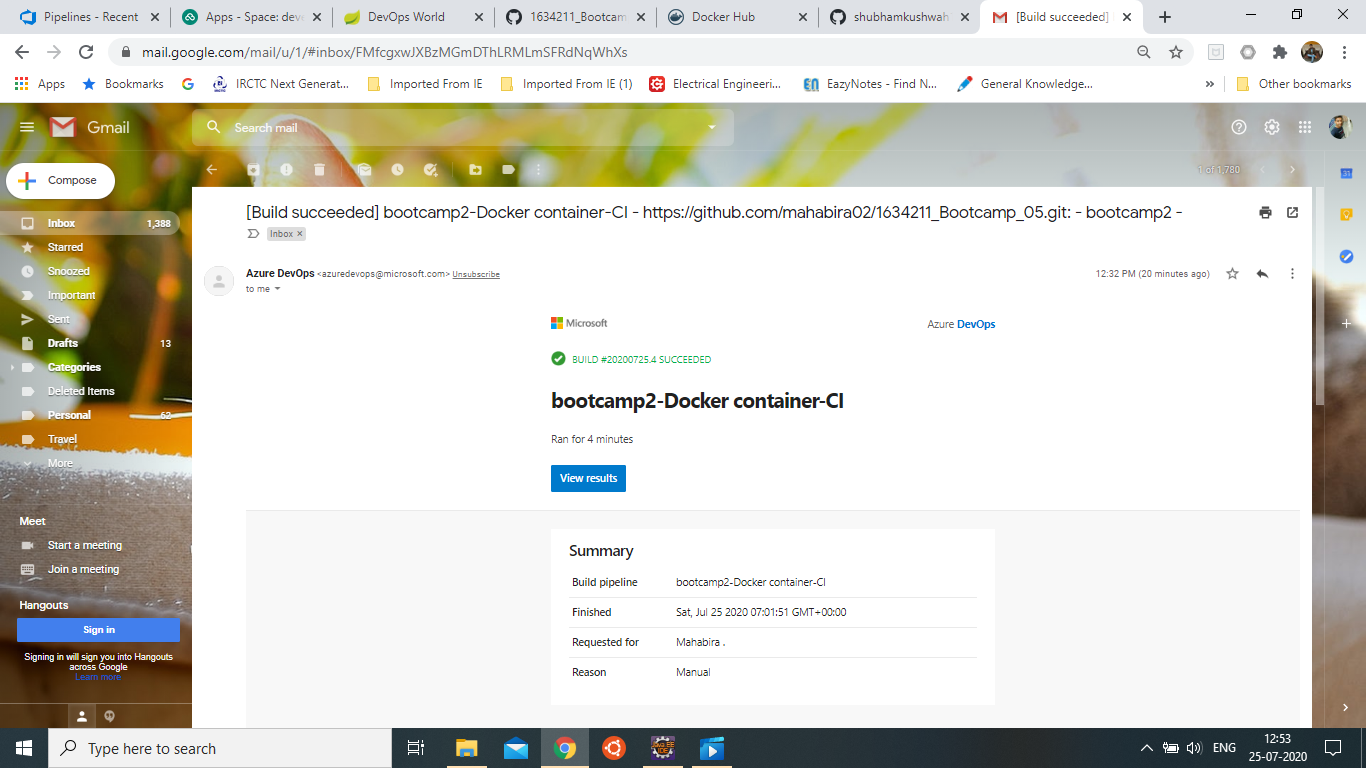 Pipelines - Recent
Apps - Space: deve
DevOps World
1634211_Bootcam
Docker Hub
shubhamkushwah
[Build succeeded]
mail.google.com/mail/u/1/#inbox/FMfcgxwJXBzMGmDThLRMLmSFRdNqWhXs
Apps
Bookmarks
IRCTC Next Generat...
Imported From IE
Imported From IE (1)
Electrical Engineeri...
EazyNotes - Find N...
General Knowledge...
»
Other bookmarks
Gmail
Search mail
Compose
1 of 1,780
Inbox 1,388
Starred
Snoozed
Important
Sent
Drafts 13
Categories
Deleted Items
Personal 62
Travel
More
Meet
Start a meeting
Join a meeting
Hangouts
Sign in
Signing in will sign you into Hangouts
across Google
Learn more
[Build succeeded] bootcamp2-Docker container-CI - https://github.com/mahabira02/1634211_Bootcamp_05.git: - bootcamp2 -
Inbox ×
Azure DevOps <azuredevops@microsoft.com> Unsubscribe
12:32 PM (20 minutes ago)
to me
Microsoft
Azure DevOps
BUILD #20200725.4 SUCCEEDED
bootcamp2-Docker container-CI
Ran for 4 minutes
View results
Summary
Build pipeline bootcamp2-Docker container-CI
Finished Sat, Jul 25 2020 07:01:51 GMT+00:00
Requested for Mahabira .
Reason Manual
31
Type here to search
ENG
12:53
25-07-2020